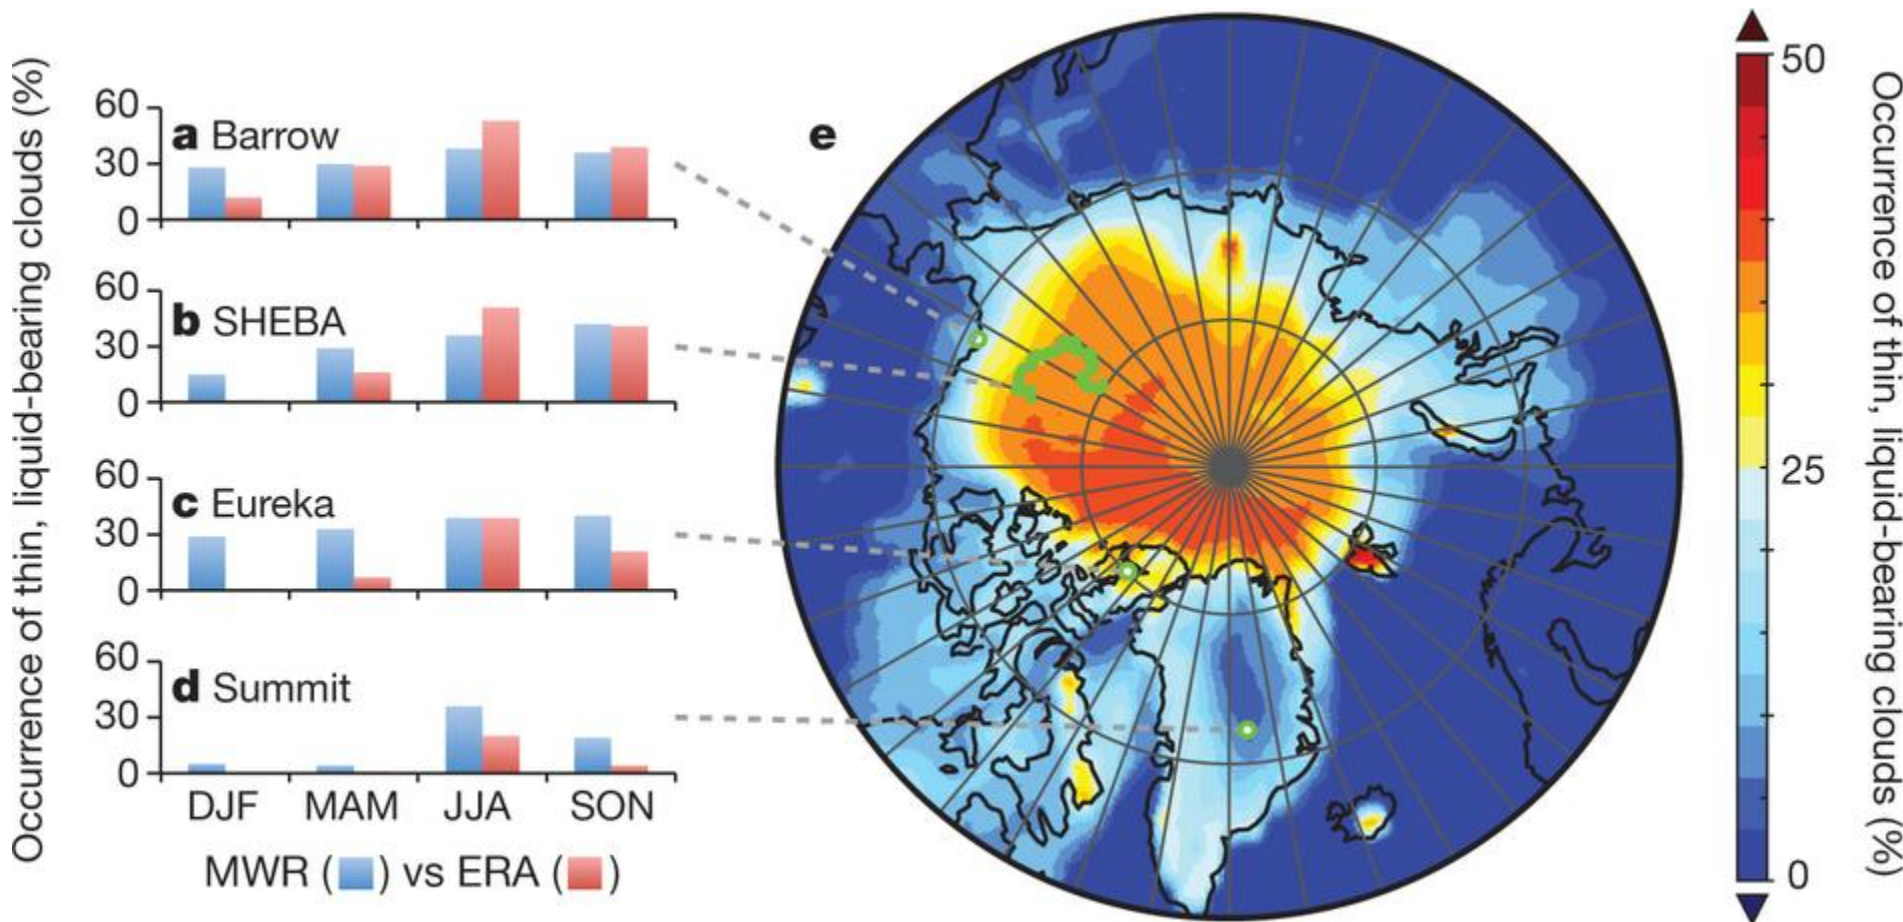 Occurrence of thin, liquid-bearing clouds (%)
60
30
0
a Barrow
60
30
0
b SHEBA
60
30
0
c Eureka
60
30
0
d Summit
DJF MAM JJA SON
MWR ( ) vs ERA ( )
e
50
25
0
Occurrence of thin, liquid-bearing clouds (%)